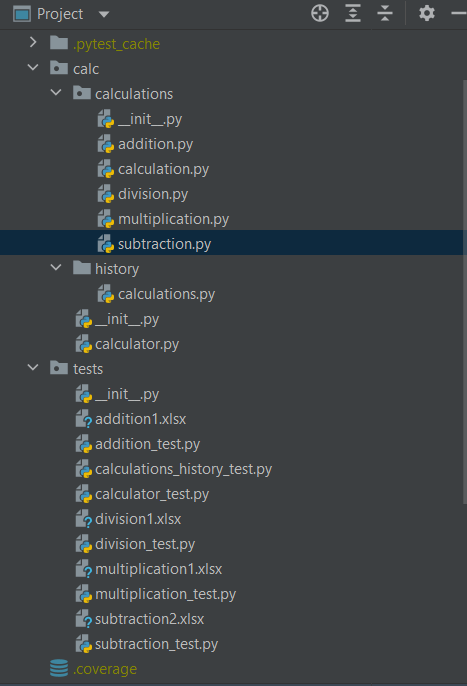 Project
.pytest_cache
calc
calculations
__init__.py
addition.py
calculation.py
division.py
multiplication.py
subtraction.py
history
calculations.py
__init__.py
calculator.py
tests
__init__.py
addition1.xlsx
addition_test.py
calculations_history_test.py
calculator_test.py
division1.xlsx
division_test.py
multiplication1.xlsx
multiplication_test.py
subtraction2.xlsx
subtraction_test.py
.coverage